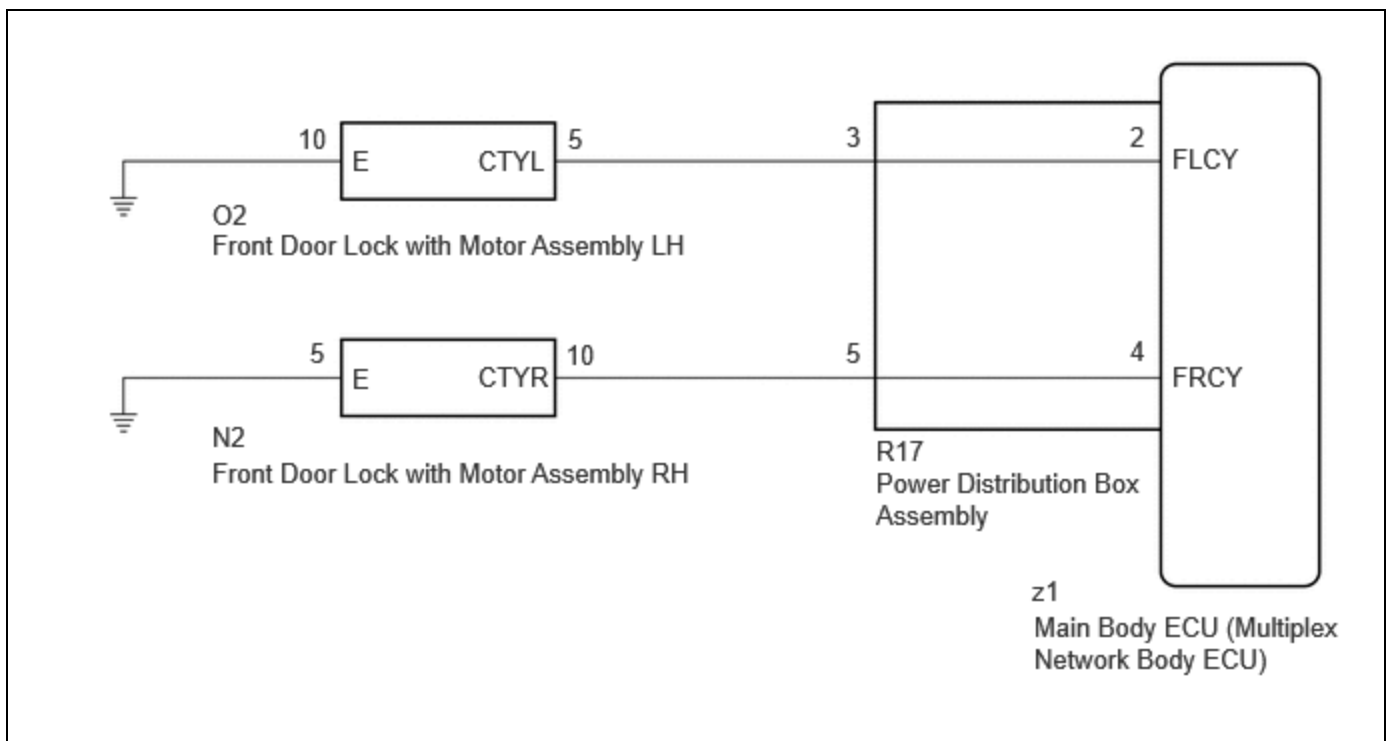 10
E
CTYL
5
3
2
FLCY
O2
Front Door Lock with Motor Assembly LH
5
E
CTYR
10
5
4
FRCY
N2
Front Door Lock with Motor Assembly RH
R17
Power Distribution Box
Assembly
z1
Main Body ECU (Multiplex
Network Body ECU)